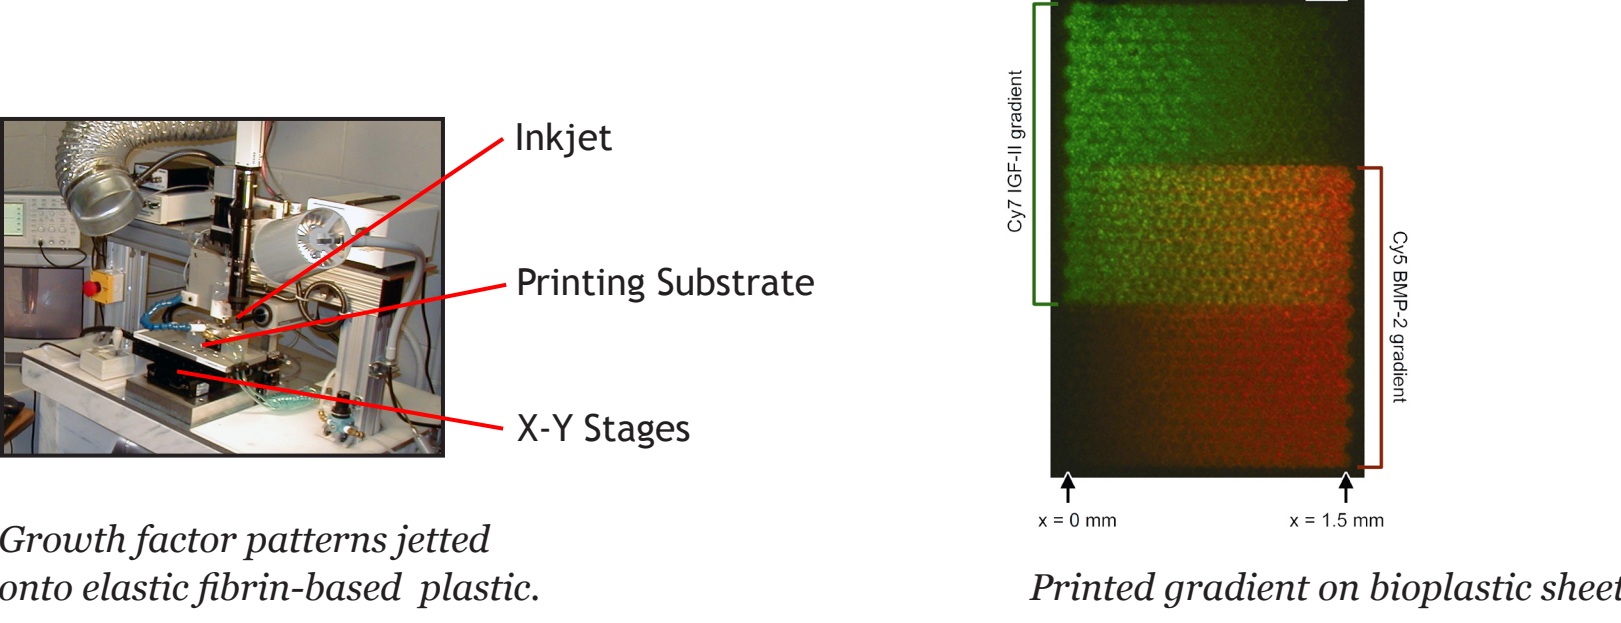 Inkjet
Printing Substrate
X-Y Stages
Growth factor patterns jetted
onto elastic fibrin-based plastic.
Cy7 IGF-II gradient
Cy5 BMP-2 gradient
x = 0 mm
x = 1.5 mm
Printed gradient on bioplastic sheet